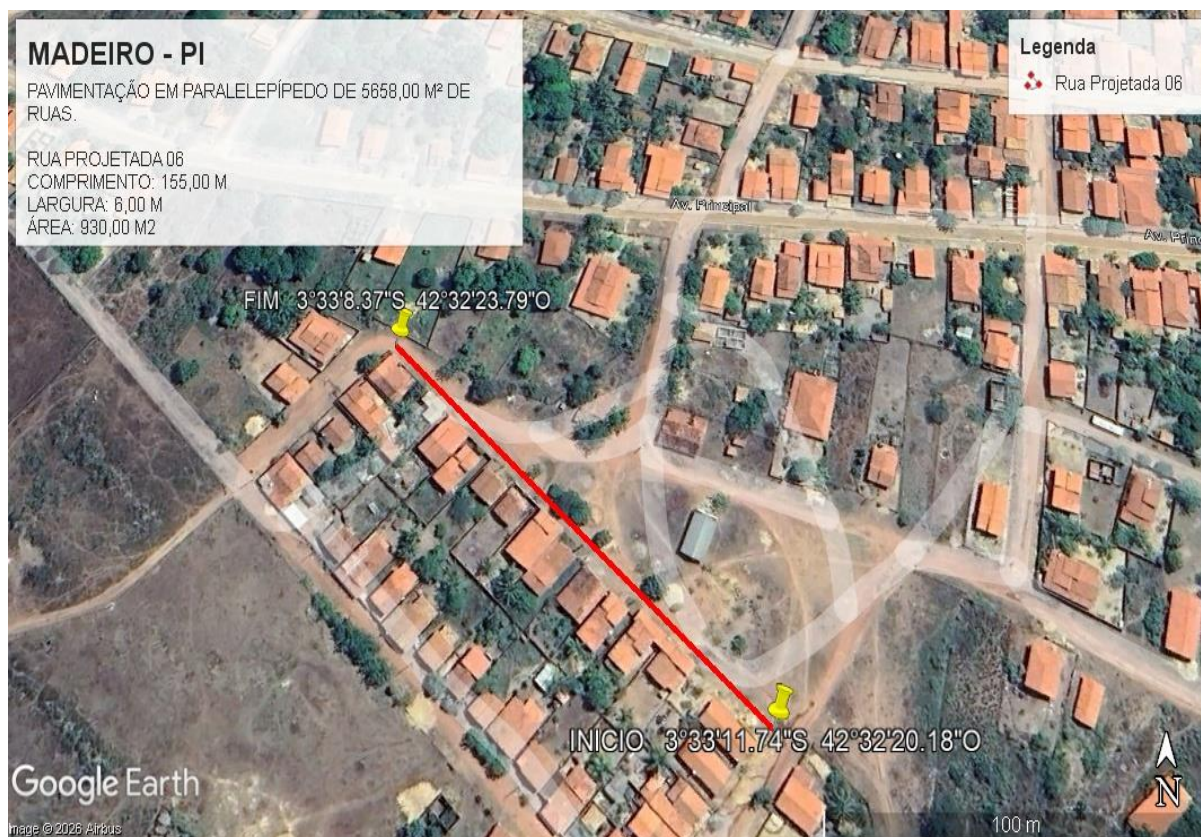 MADEIRO - PI
PAVIMENTAÇÃO EM PARALELEPÍPEDO DE 5658,00 M² DE
RUAS.
RUA PROJETADA 06
COMPRIMENTO: 155,00 M
LARGURA: 6,00 M
ÁREA: 930,00 M2
Legenda
Rua Projetada 06
Av. Principal
Av. Princ
FIM 3°33'8.37"S 42°32'23.79"O
INICIO 3°33'11.74"S 42°32'20.18"O
Google Earth
Image © 2026 Airbus
100 m
N